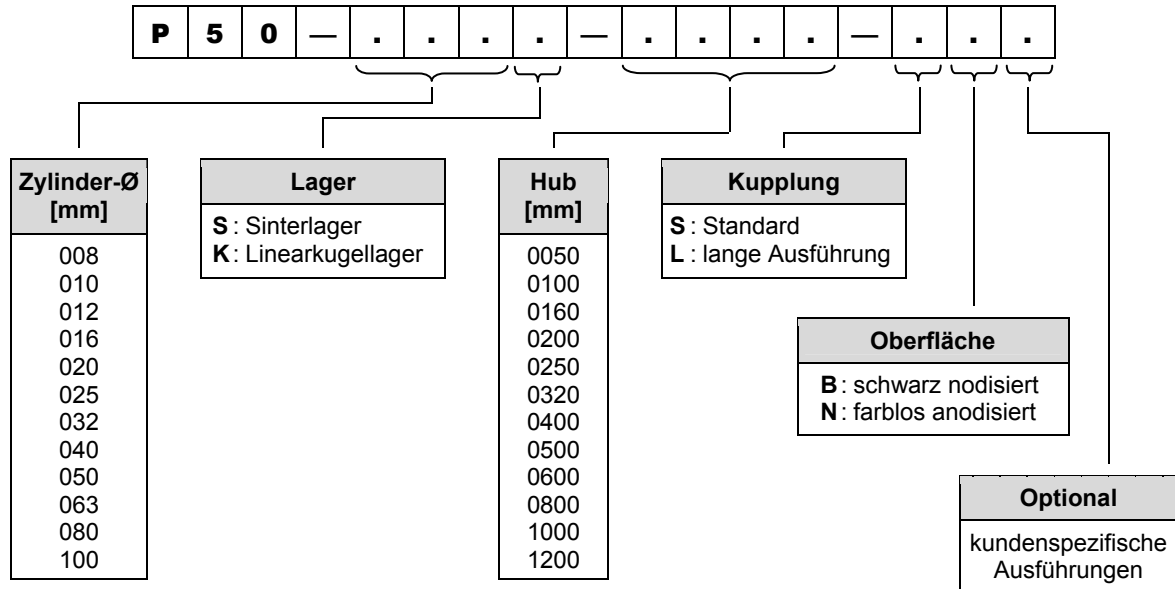 P 5 0 — . . . . — . . . . — . . .
Zylinder-Ø
[mm]
008
010
012
016
020
025
032
040
050
063
080
100
Lager
S : Sinterlager
K : Linearkugellager
Hub
[mm]
0050
0100
0160
0200
0250
0320
0400
0500
0600
0800
1000
1200
Kupplung
S : Standard
L : lange Ausführung
Oberfläche
B : schwarz nodisiert
N : farblos anodisiert
Optional
kundenspezifische
Ausführungen